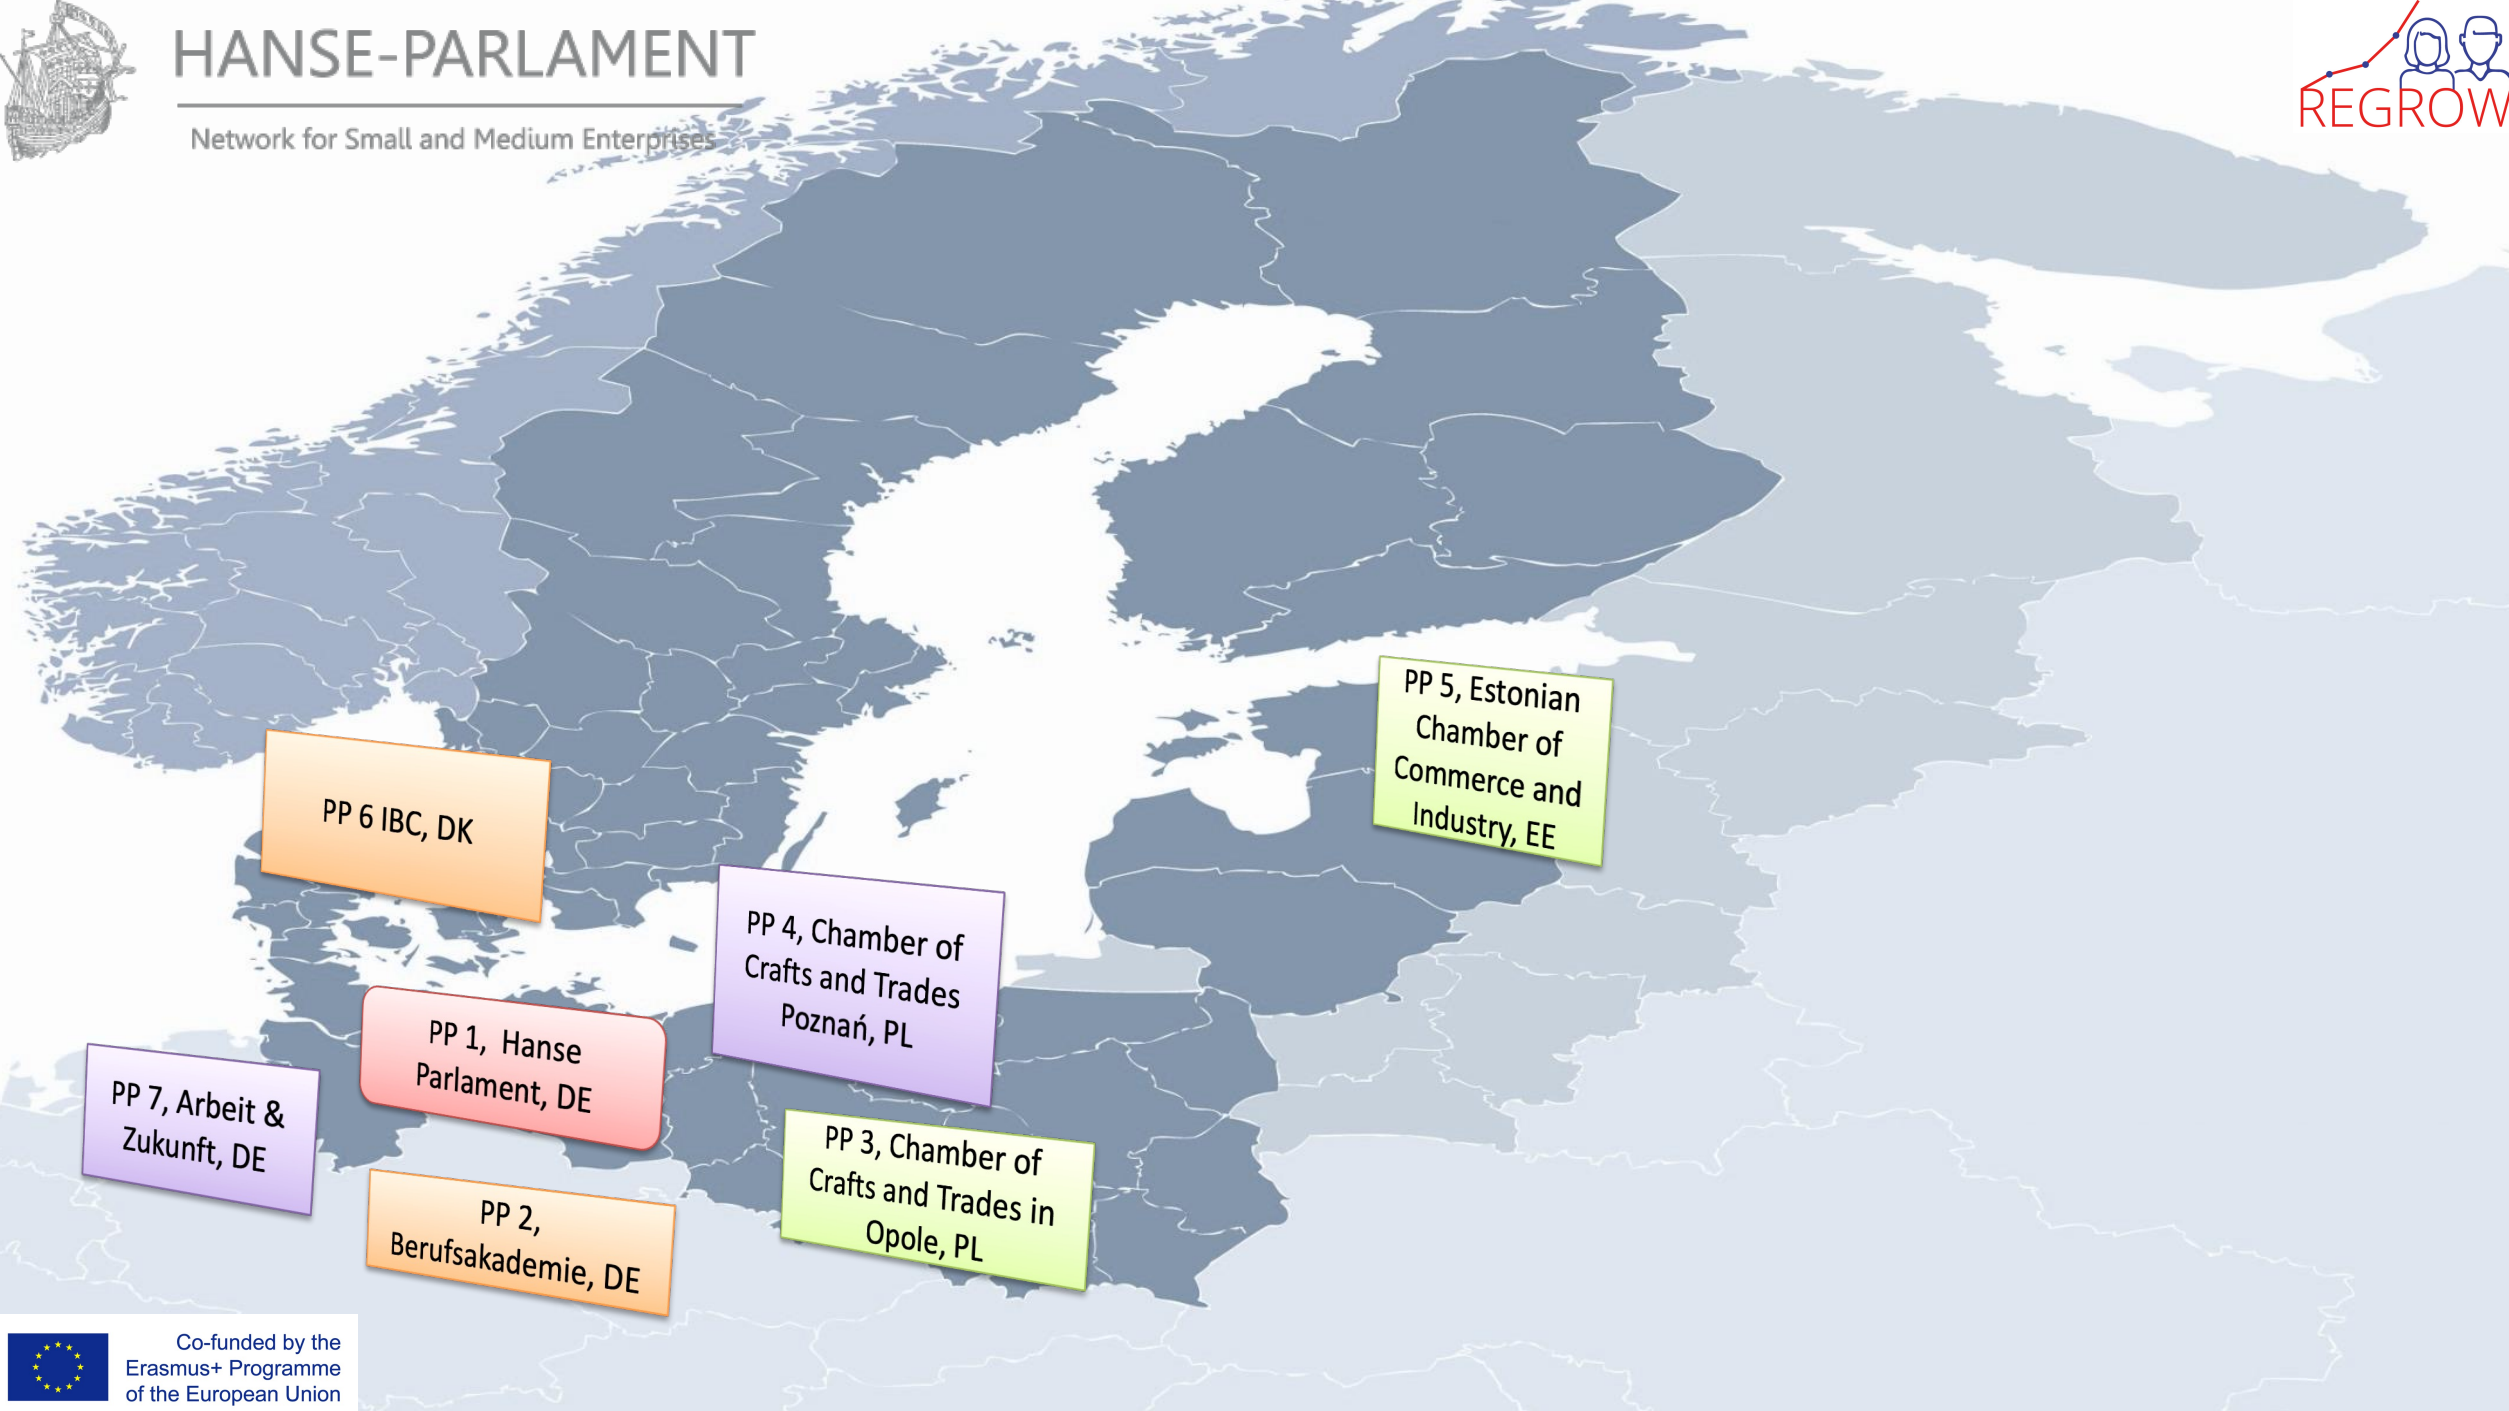 HANSE-PARLAMENT
Network for Small and Medium Enterprises
REGROW
PP 5, Estonian
Chamber of
Commerce and
Industry, EE
PP 6 IBC, DK
PP 4, Chamber of
Crafts and Trades
Poznań, PL
PP 1, Hanse
Parlament, DE
PP 7, Arbeit &
Zukunft, DE
PP 3, Chamber of
Crafts and Trades in
Opole, PL
PP 2,
Berufsakademie, DE
Co-funded by the
Erasmus+ Programme
of the European Union